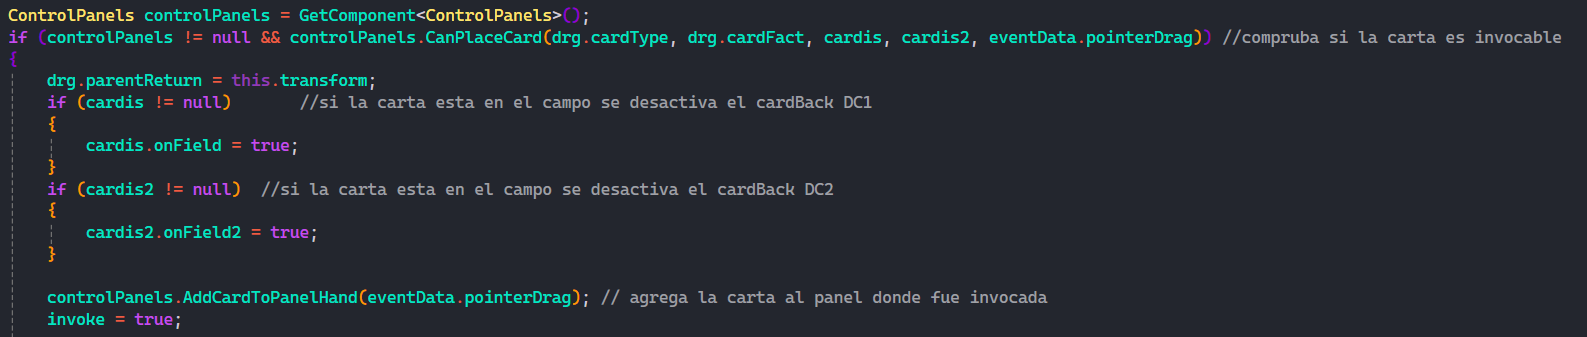 ControlPanels controlPanels = GetComponent<ControlPanels>();
if (controlPanels != null && controlPanels.CanPlaceCard(drg.cardType, drg.cardFact, cardis, cardis2, eventData.pointerDrag)) //compruba si la carta es invocable
{
    drg.parentReturn = this.transform;
    if (cardis != null)       //si la carta esta en el campo se desactiva el cardBack DC1
    {
        cardis.onField = true;
    }
    if (cardis2 != null)  //si la carta esta en el campo se desactiva el cardBack DC2
    {
        cardis2.onField2 = true;
    }

    controlPanels.AddCardToPanelHand(eventData.pointerDrag); // agrega la carta al panel donde fue invocada
    invoke = true;